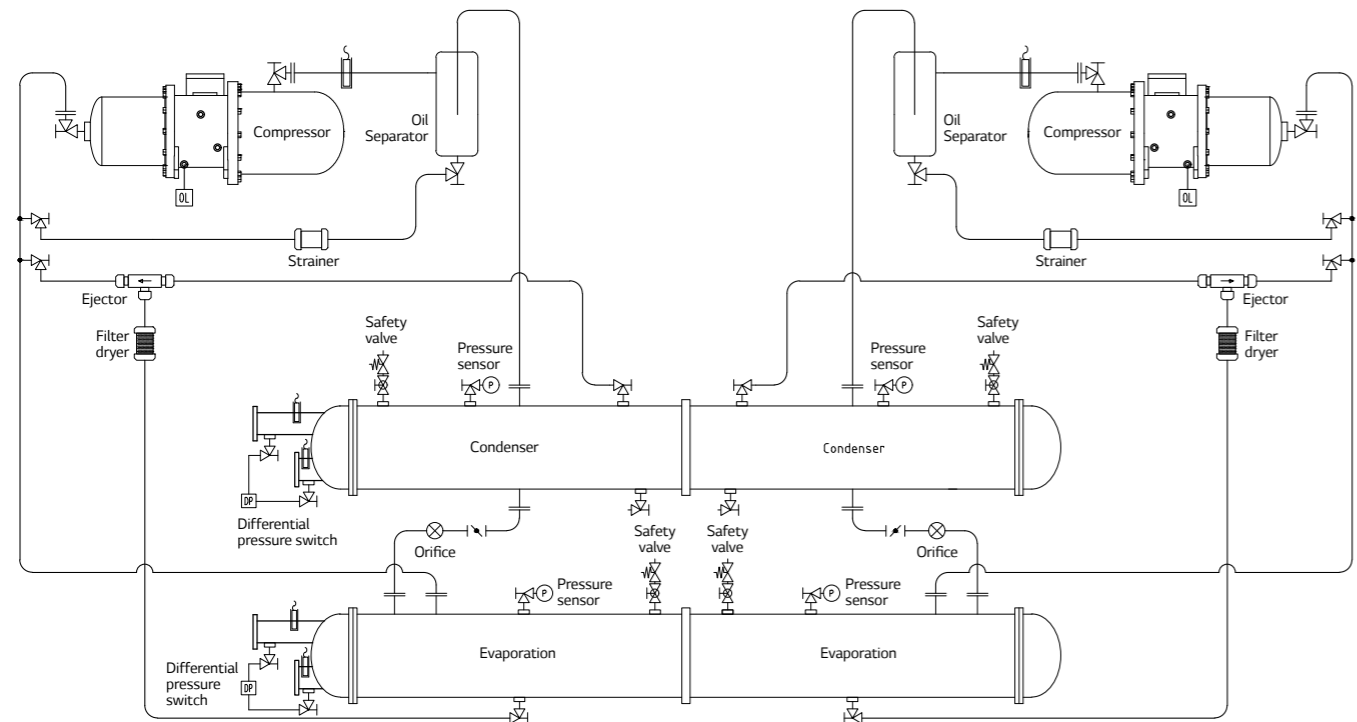 Compressor
Oil
Separator
Oil
Separator
Compressor
OL
OL
Strainer
Strainer
Ejector
Ejector
Filter
dryer
Safety
valve
Pressure
sensor
P
Pressure
sensor
P
Safety
valve
Filter
dryer
Condenser
Condenser
DP
Differential
pressure switch
Orifice
Safety
valve
Safety
valve
Orifice
P
Pressure
sensor
P
Pressure
sensor
Evaporation
Evaporation
Differential
pressure
switch
DP